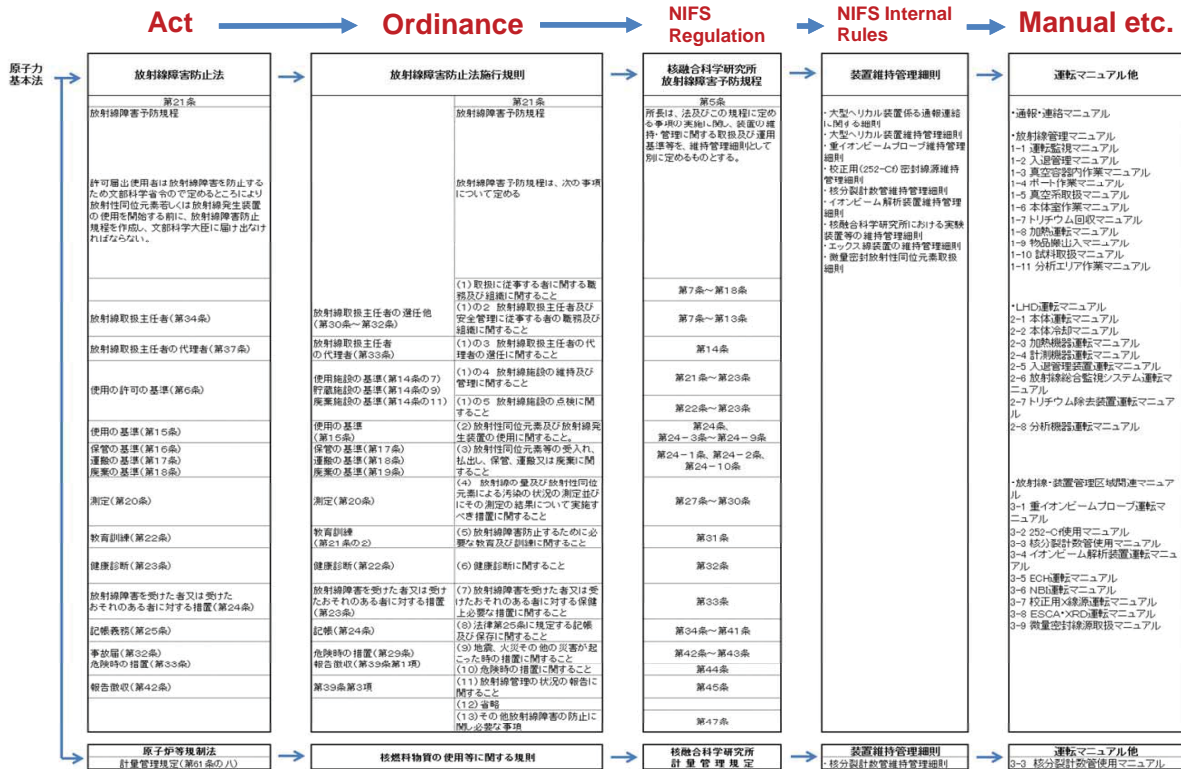 Act
Ordinance
NIFS
Regulation
NIFS Internal
Rules
Manual etc.
原子力
基本法
放射線障害防止法
放射線障害防止法施行規則
核融合科学研究所
放射線障害予防規程
装置維持管理細則
運転マニュアル他
第21条
放射線障害予防規程
許可届出使用者は放射線障害を防止する
ため文部科学省令ので定めるところにより
放射性同位元素若しくは放射線発生装置
の使用を開始する前に、放射線障害防止
規程を作成し、文部科学大臣に届け出なけ
ればならない。
放射線取扱主任者(第34条)
放射線取扱主任者の代理者(第37条)
使用の許可の基準(第6条)
使用の基準(第15条)
保管の基準(第16条)
運搬の基準(第17条)
廃棄の基準(第18条)
測定(第20条)
教育訓練(第22条)
健康診断(第23条)
放射線障害を受けた者又は受けた
おそれのある者に対する措置(第24条)
記帳義務(第25条)
事故届(第32条)
危険時の措置(第33条)
報告徴収(第42条)
放射線取扱主任者の選任他
(第30条～第32条)
放射線取扱主任者
の代理者(第33条)
使用施設の基準(第14条の7)
貯蔵施設の基準(第14条の9)
廃棄施設の基準(第14条の11)
使用の基準
(第15条)
保管の基準(第17条)
運搬の基準(第18条)
廃棄の基準(第19条)
測定(第20条)
教育訓練
(第21条の2)
健康診断(第22条)
放射線障害を受けた者又は受け
たおそれのある者に対する措置
(第23条)
記帳(第24条)
危険時の措置(第29条)
報告徴収(第39条第1項)
第39条第3項
第21条
放射線障害予防規程
放射線障害予防規程は、次の事項
について定める
(1)取扱に従事する者に関する職
務及び組織に関すること
(1)の2 放射線取扱主任者及び
安全管理に従事する者の職務及び
組織に関すること
(1)の3 放射線取扱主任者の代
理者の選任に関すること
(1)の4 放射線施設の維持及び
管理に関すること
(1)の5 放射線施設の点検に関
すること
(2)放射性同位元素及び放射線発
生装置の使用に関すること。
(3)放射性同位元素等の受入れ、
払出し、保管、運搬又は廃棄に関
すること
(4) 放射線の量及び放射性同位
元素による汚染の状況の測定並び
にその測定の結果について実施す
べき措置に関すること
(5)放射線障害防止するために必
要な教育及び訓練に関すること
(6)健康診断に関すること
(7)放射線障害を受けた者又は受
けたおそれのある者に対する保健
上必要な措置に関すること
(8)法律第25条に規定する記帳
及び保存に関すること
(9)地震、火災その他の災害が起
こった時の措置に関すること
(10)危険時の措置に関すること
(11)放射線管理の状況の報告に
関すること
(12)省略
(13)その他放射線障害の防止に
関し必要な事項
第5条
所長は、法及びこの規程に定め
る事項の実施に関し、装置の維
持・管理に関する取扱及び運用
基準等を、維持管理細則として
別に定めるものとする。
第7条～第18条
第7条～第13条
第14条
第21条～第23条
第22条～第23条
第24条、
第24－3条～第24－9条
第24－1条、第24－2条、
第24－10条
第27条～第30条
第31条
第32条
第33条
第34条～第41条
第42条～第43条
第44条
第45条
第47条
・大型ヘリカル装置係る通報連絡
に関する細則
・大型ヘリカル装置維持管理細則
・重イオンビームプローブ維持管理
細則
・校正用(252-Cf)密封線源維持
管理細則
・核分裂計数管維持管理細則
・イオンビーム解析装置維持管理
細則
・核融合科学研究所における実験
装置等の維持管理細則
・エックス線装置の維持管理細則
・微量密封放射性同位元素取扱
細則
・通報・連絡マニュアル
・放射線管理マニュアル
1-1 運転監視マニュアル
1-2 入退管理マニュアル
1-3 真空容器内作業マニュアル
1-4 ポート作業マニュアル
1-5 真空系取扱マニュアル
1-6 本体室作業マニュアル
1-7 トリチウム回収マニュアル
1-8 加熱運転マニュアル
1-9 物品搬出入マニュアル
1-10 試料取扱マニュアル
1-11 分析エリア作業マニュアル
・LHD運転マニュアル
2-1 本体運転マニュアル
2-2 本体冷却マニュアル
2-3 加熱機器運転マニュアル
2-4 計測機器運転マニュアル
2-5 入退管理装置運転マニュアル
2-6 放射線総合監視システム運転マ
ニュアル
2-7 トリチウム除去装置運転マニュア
ル
2-8 分析機器運転マニュアル
・放射線・装置管理区域関連マニュア
ル
3-1 重イオンビームプローブ運転マ
ニュアル
3-2 252-Cf使用マニュアル
3-3 核分裂計数管使用マニュアル
3-4 イオンビーム解析装置運転マニュ
アル
3-5 ECH運転マニュアル
3-6 NBI運転マニュアル
3-7 校正用X線源運転マニュアル
3-8 ESCA・XRD運転マニュアル
3-9 微量密封線源取扱マニュアル
原子炉等規制法
計量管理規定(第61条の八)
核燃料物質の使用等に関する規則
核融合科学研究所
計量管理規定
装置維持管理細則
・核分裂計数管維持管理細則
運転マニュアル他
3-3 核分裂計数管使用マニュアル